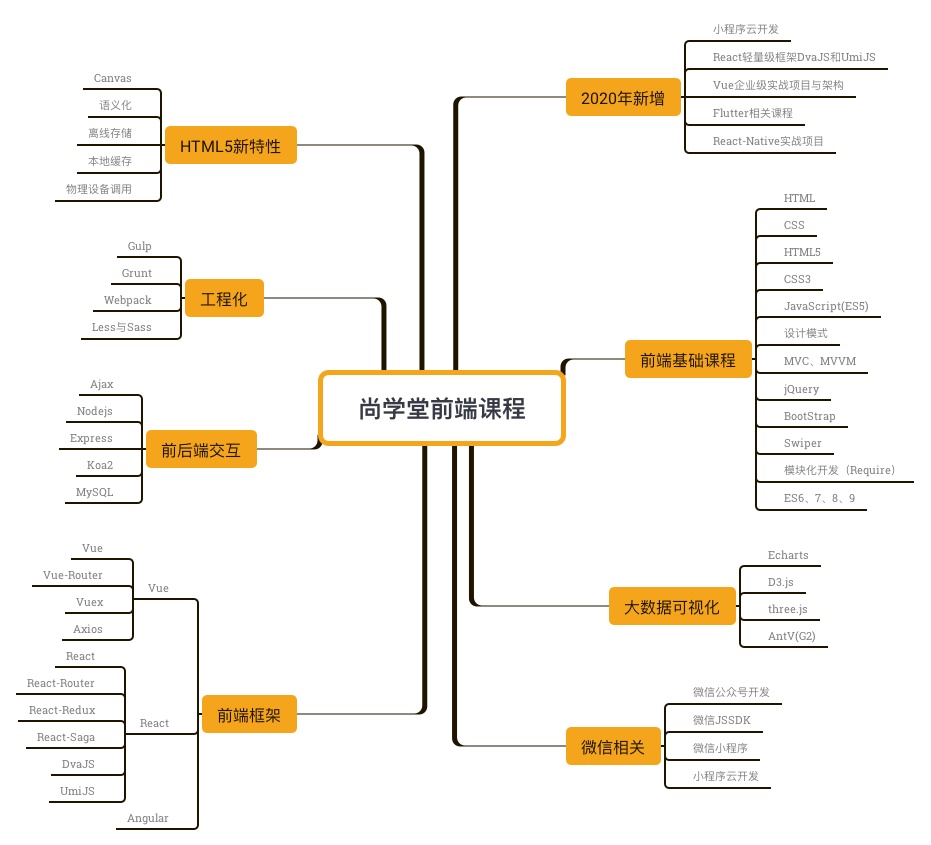 尚学堂前端课程
2020年新增
小程序云开发
React轻量级框架DvaJS和UmiJS
Vue企业级实战项目与架构
Flutter相关课程
React-Native实战项目
前端基础课程
HTML
CSS
HTML5
CSS3
JavaScript(ES5)
设计模式
MVC、MVVM
jQuery
BootStrap
Swiper
模块化开发（Require）
ES6、7、8、9
大数据可视化
Echarts
D3.js
three.js
AntV(G2)
微信相关
微信公众号开发
微信JSSDK
微信小程序
小程序云开发
HTML5新特性
Canvas
语义化
离线存储
本地缓存
物理设备调用
工程化
Gulp
Grunt
Webpack
Less与Sass
前后端交互
Ajax
Nodejs
Express
Koa2
MySQL
前端框架
Vue
Vue
Vue-Router
Vuex
Axios
React
React
React-Router
React-Redux
React-Saga
DvaJS
UmiJS
Angular